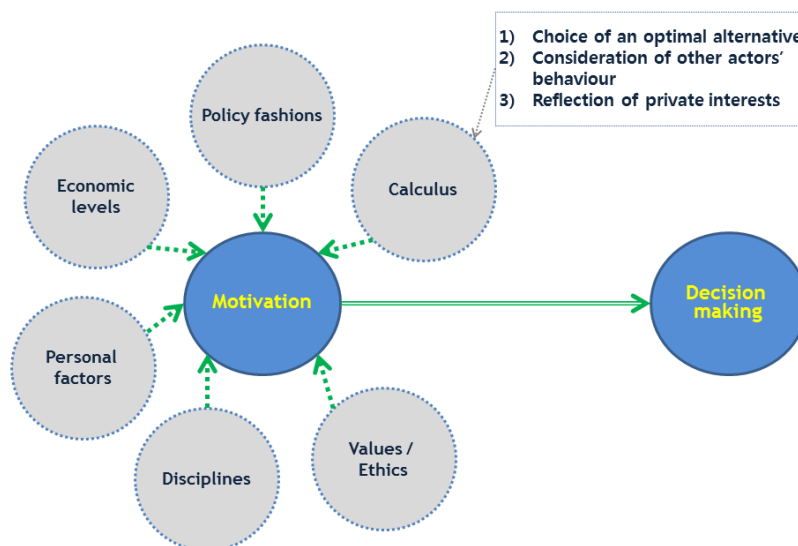 1) Choice of an optimal alternative
2) Consideration of other actors'
behaviour
3) Reflection of private interests
Policy fashions
Economic
levels
Calculus
Motivation
Decision
making
Personal
factors
Values /
Ethics
Disciplines